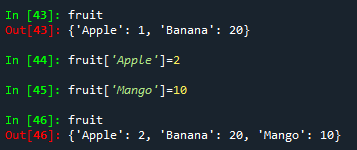 In [43]: fruit
Out[43]: {'Apple': 1, 'Banana': 20}
In [44]: fruit['Apple']=2
In [45]: fruit['Mango']=10
In [46]: fruit
Out[46]: {'Apple': 2, 'Banana': 20, 'Mango': 10}